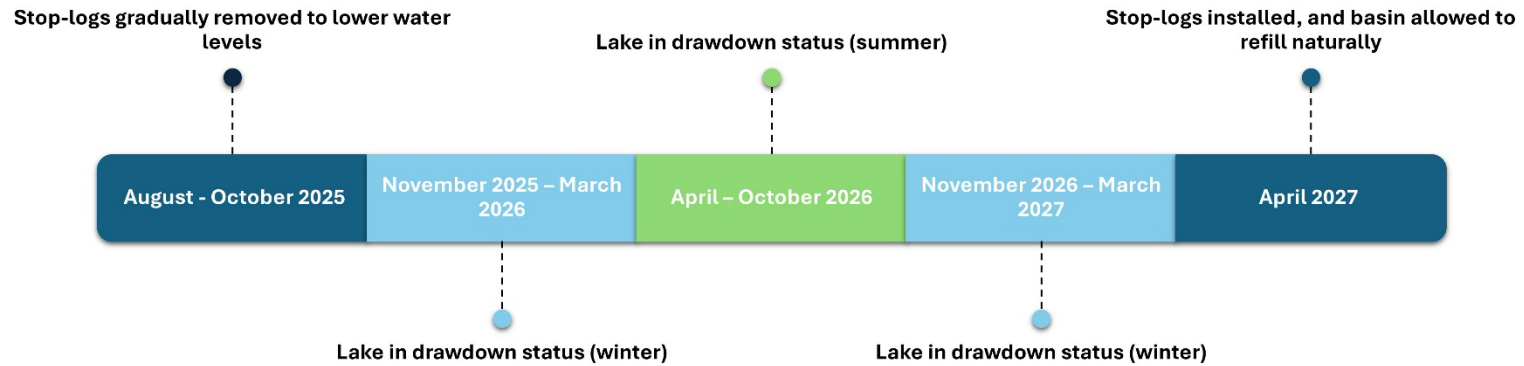 Stop-logs gradually removed to lower water
levels
Lake in drawdown status (summer)
Stop-logs installed, and basin allowed to
refill naturally
August - October 2025
November 2025 – March
2026
April – October 2026
November 2026 – March
2027
April 2027
Lake in drawdown status (winter)
Lake in drawdown status (winter)